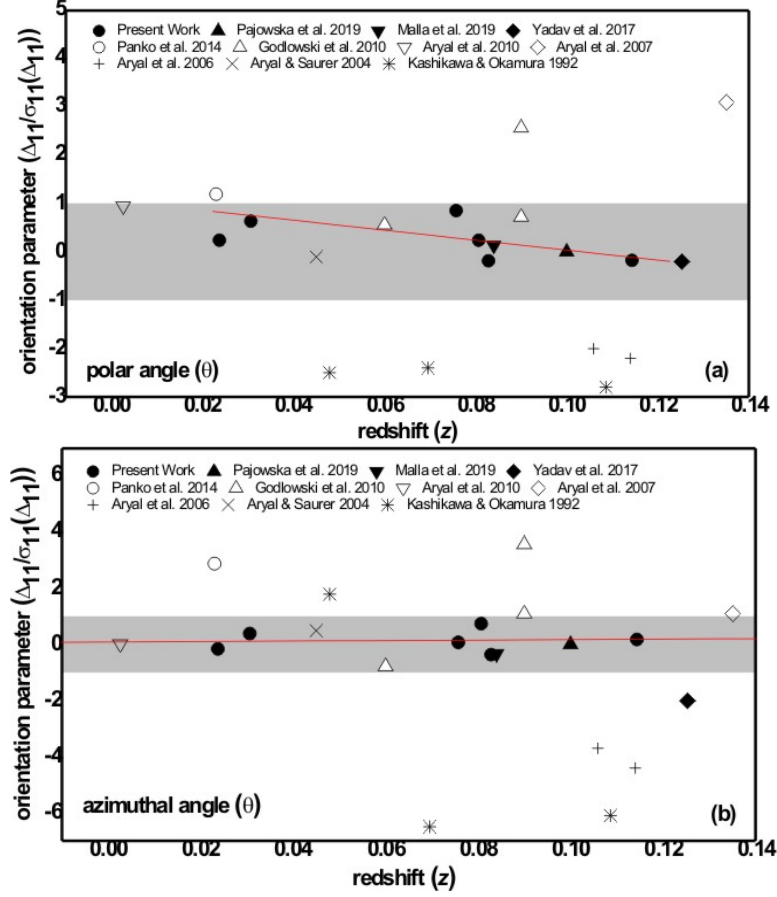 5
Present Work Pajowska et al. 2019 Malla et al. 2019 Yadav et al. 2017
Panko et al. 2014 Godlowski et al. 2010 Aryal et al. 2010 Aryal et al. 2007
Aryal et al. 2006 Aryal & Saurer 2004 Kashikawa & Okamura 1992
4
3
2
1
0
-1
-2
-3
orientation parameter (Δ11/σ11(Δ11))
polar angle (θ)
(a)
0.00 0.02 0.04 0.06 0.08 0.10 0.12 0.14
redshift (z)
Present Work Pajowska et al. 2019 Malla et al. 2019 Yadav et al. 2017
Panko et al. 2014 Godlowski et al. 2010 Aryal et al. 2010 Aryal et al. 2007
Aryal et al. 2006 Aryal & Saurer 2004 Kashikawa & Okamura 1992
6
4
2
0
-2
-4
-6
orientation parameter (Δ11/σ11(Δ11))
azimuthal angle (θ)
(b)
0.00 0.02 0.04 0.06 0.08 0.10 0.12 0.14
redshift (z)